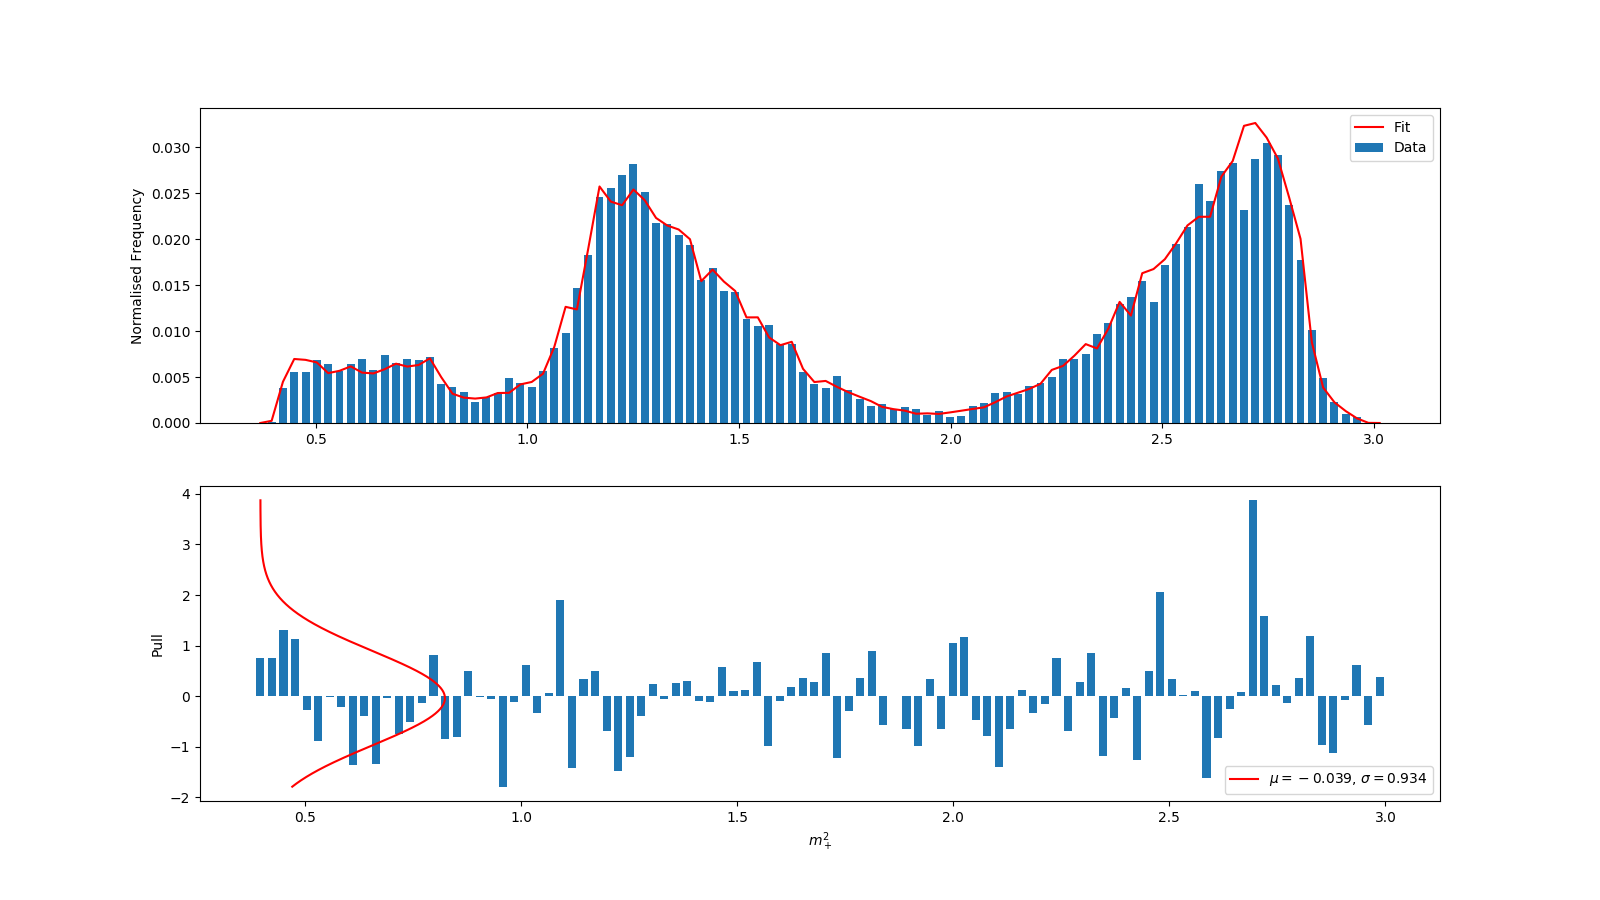 Normalised Frequency
0.030
0.025
0.020
0.015
0.010
0.005
0.000
0.5 1.0 1.5 2.0 2.5 3.0
Fit
Data
Pull
4
3
2
1
0
−1
−2
0.5 1.0 1.5 2.0 2.5 3.0
μ = −0.039, σ = 0.934
m²₊